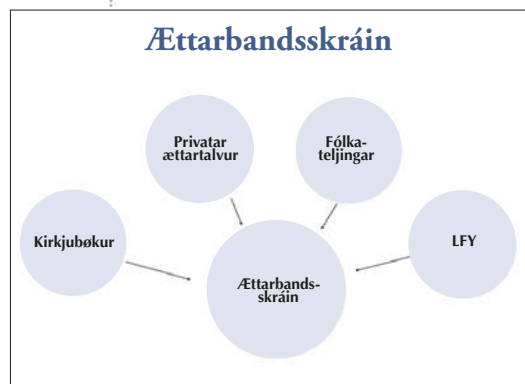 Ættarbandsskráin
Privatar
ættartalvur
Fólka-
teljingar
Kirkjubøkur
LFY
Ættarbands-
skráin